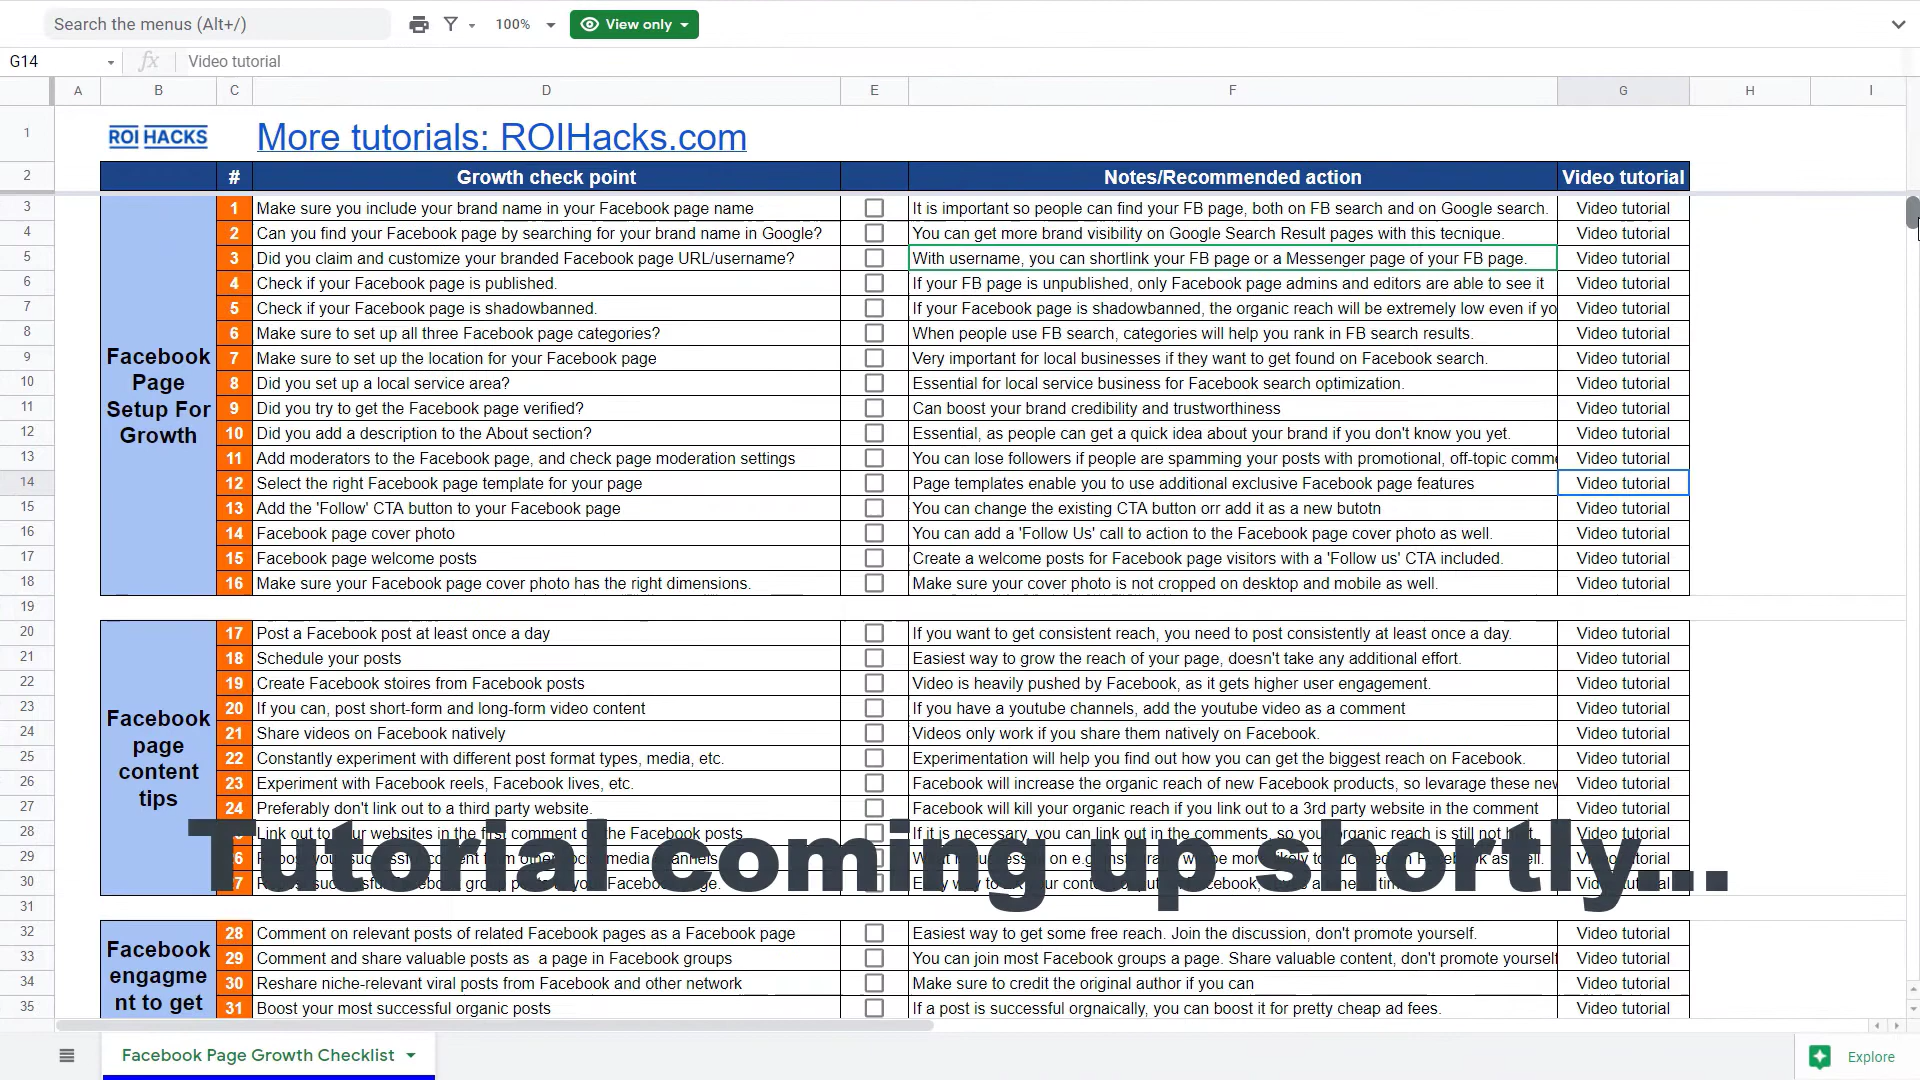 Search the menus (Alt+/) 100% View only
G14 fx Video tutorial
A B C D E F G H I
1 ROI HACKS More tutorials: ROIHacks.com
2 # Growth check point Notes/Recommended action Video tutorial
Facebook Page Setup For Growth
3 1 Make sure you include your brand name in your Facebook page name It is important so people can find your FB page, both on FB search and on Google search. Video tutorial
4 2 Can you find your Facebook page by searching for your brand name in Google? You can get more brand visibility on Google Search Result pages with this tecnique. Video tutorial
5 3 Did you claim and customize your branded Facebook page URL/username? With username, you can shortlink your FB page or a Messenger page of your FB page. Video tutorial
6 4 Check if your Facebook page is published. If your FB page is unpublished, only Facebook page admins and editors are able to see it Video tutorial
7 5 Check if your Facebook page is shadowbanned. If your Facebook page is shadowbanned, the organic reach will be extremely low even if yo Video tutorial
8 6 Make sure to set up all three Facebook page categories? When people use FB search, categories will help you rank in FB search results. Video tutorial
9 7 Make sure to set up the location for your Facebook page Very important for local businesses if they want to get found on Facebook search. Video tutorial
10 8 Did you set up a local service area? Essential for local service business for Facebook search optimization. Video tutorial
11 9 Did you try to get the Facebook page verified? Can boost your brand credibility and trustworthiness Video tutorial
12 10 Did you add a description to the About section? Essential, as people can get a quick idea about your brand if you don't know you yet. Video tutorial
13 11 Add moderators to the Facebook page, and check page moderation settings You can lose followers if people are spamming your posts with promotional, off-topic comme Video tutorial
14 12 Select the right Facebook page template for your page Page templates enable you to use additional exclusive Facebook page features Video tutorial
15 13 Add the 'Follow' CTA button to your Facebook page You can change the existing CTA button orr add it as a new butotn Video tutorial
16 14 Facebook page cover photo You can add a 'Follow Us' call to action to the Facebook page cover photo as well. Video tutorial
17 15 Facebook page welcome posts Create a welcome posts for Facebook page visitors with a 'Follow us' CTA included. Video tutorial
18 16 Make sure your Facebook page cover photo has the right dimensions. Make sure your cover photo is not cropped on desktop and mobile as well. Video tutorial
19
Facebook page content tips
20 17 Post a Facebook post at least once a day If you want to get consistent reach, you need to post consistently at least once a day. Video tutorial
21 18 Schedule your posts Easiest way to grow the reach of your page, doesn't take any additional effort. Video tutorial
22 19 Create Facebook stoires from Facebook posts Video is heavily pushed by Facebook, as it gets higher user engagement. Video tutorial
23 20 If you can, post short-form and long-form video content If you have a youtube channels, add the youtube video as a comment Video tutorial
24 21 Share videos on Facebook natively Videos only work if you share them natively on Facebook. Video tutorial
25 22 Constantly experiment with different post format types, media, etc. Experimentation will help you find out how you can get the biggest reach on Facebook. Video tutorial
26 23 Experiment with Facebook reels, Facebook lives, etc. Facebook will increase the organic reach of new Facebook products, so levarage these new Video tutorial
27 24 Preferably don't link out to a third party website. Facebook will kill your organic reach if you link out to a 3rd party website in the comment Video tutorial
28 Link out to your websites in the first comment of the Facebook posts If it is necessary, you can link out in the comments, so your organic reach is still not Video tutorial
29 Facebook as well.
30
Tutorial coming up shortly...
31
Facebook engagme nt to get
32 28 Comment on relevant posts of related Facebook pages as a Facebook page Easiest way to get some free reach. Join the discussion, don't promote yourself. Video tutorial
33 29 Comment and share valuable posts as a page in Facebook groups You can join most Facebook groups a page. Share valuable content, don't promote yourself Video tutorial
34 30 Reshare niche-relevant viral posts from Facebook and other network Make sure to credit the original author if you can Video tutorial
35 31 Boost your most successful organic posts If a post is successful orgnaically, you can boost it for pretty cheap ad fees. Video tutorial
Facebook Page Growth Checklist Explore